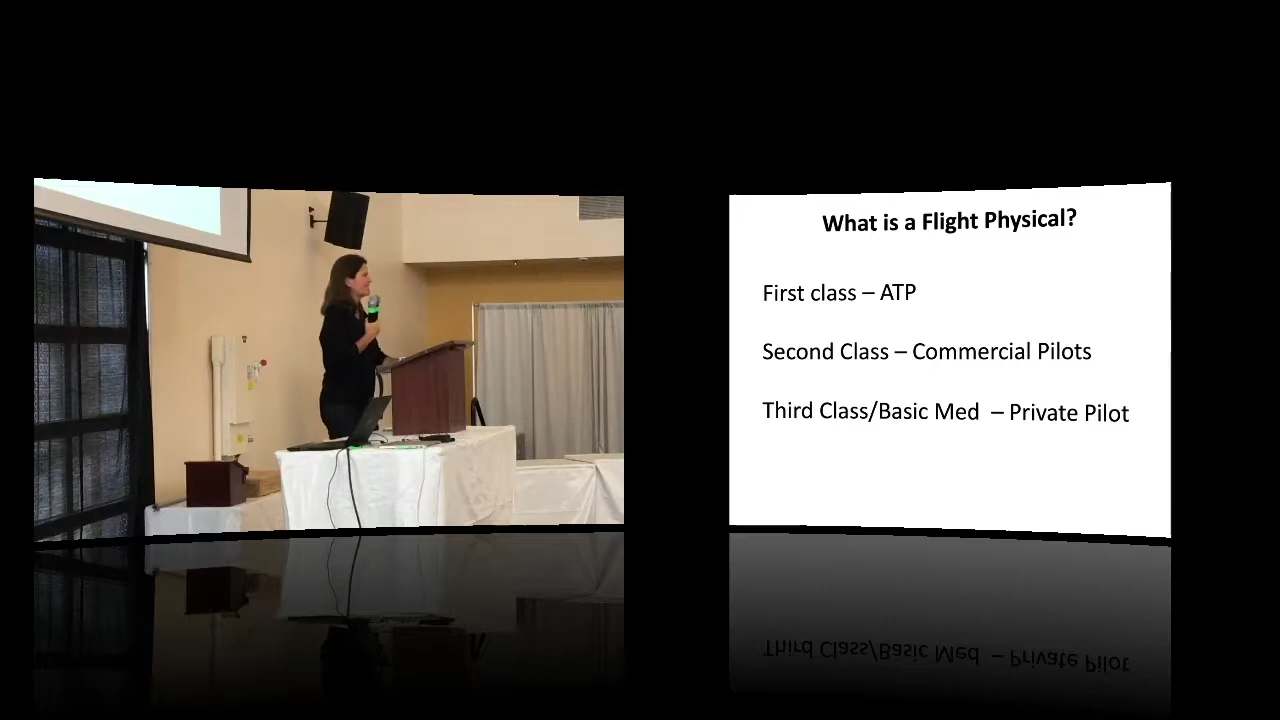 What is a Flight Physical?
First class – ATP
Second Class – Commercial Pilots
Third Class/Basic Med – Private Pilot